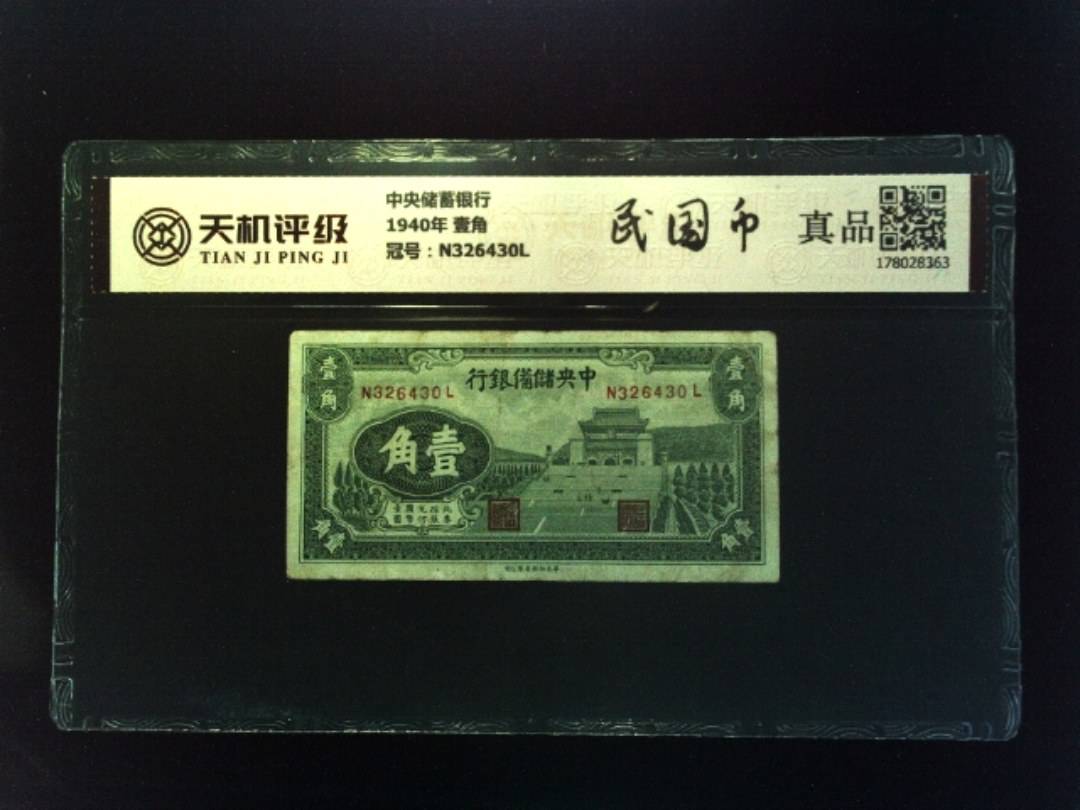 天机评级
TIAN JI PING JI
中央储蓄银行
1940年 壹角
冠号：N326430L
民国币
真品
178028363
壹角
行銀備儲央中
壹角
N326430L
N326430L
角壹